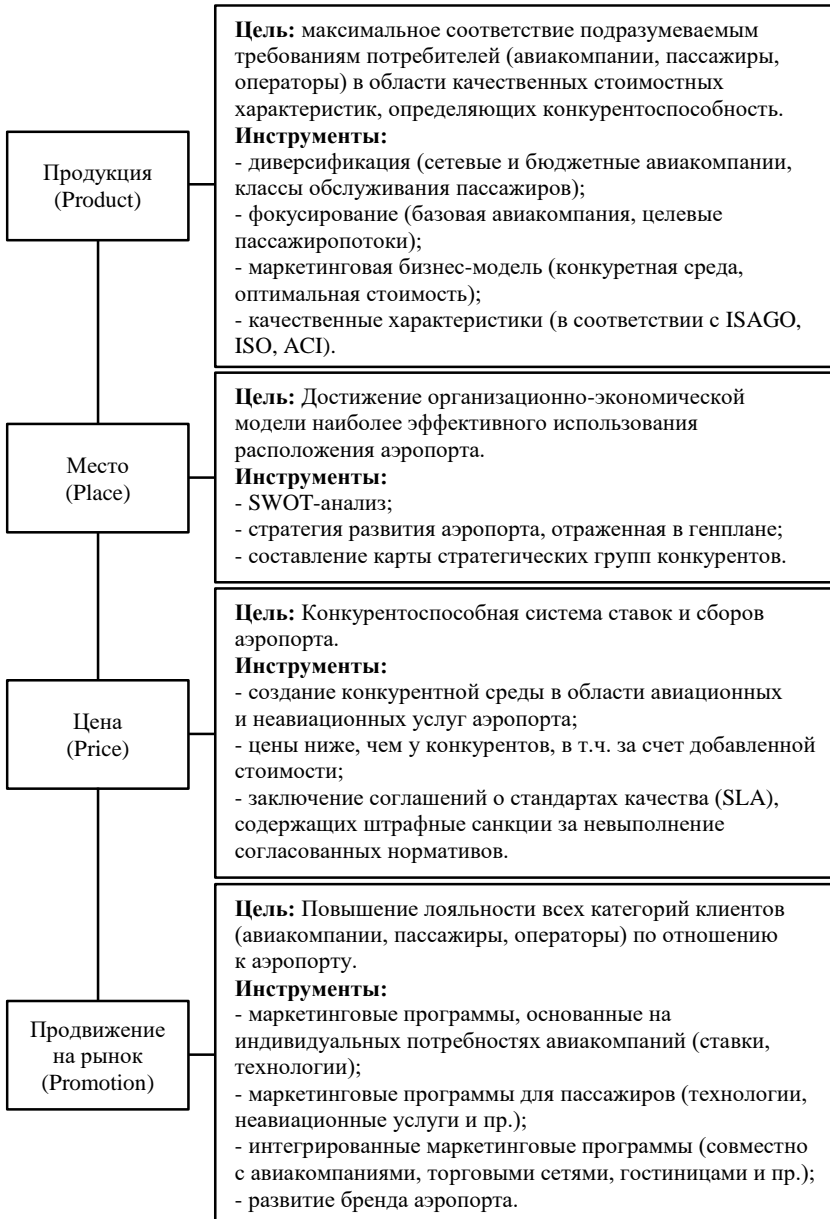 Продукция
(Product)
Цель: максимальное соответствие подразумеваемым
требованиям потребителей (авиакомпании, пассажиры,
операторы) в области качественных стоимостных
характеристик, определяющих конкурентоспособность.
Инструменты:
- диверсификация (сетевые и бюджетные авиакомпании,
классы обслуживания пассажиров);
- фокусирование (базовая авиакомпания, целевые
пассажиропотоки);
- маркетинговая бизнес-модель (конкуретная среда,
оптимальная стоимость);
- качественные характеристики (в соответствии с ISAGO,
ISO, ACI).
Место
(Place)
Цель: Достижение организационно-экономической
модели наиболее эффективного использования
расположения аэропорта.
Инструменты:
- SWOT-анализ;
- стратегия развития аэропорта, отраженная в генплане;
- составление карты стратегических групп конкурентов.
Цена
(Price)
Цель: Конкурентоспособная система ставок и сборов
аэропорта.
Инструменты:
- создание конкурентной среды в области авиационных
и неавиационных услуг аэропорта;
- цены ниже, чем у конкурентов, в т.ч. за счет добавленной
стоимости;
- заключение соглашений о стандартах качества (SLA),
содержащих штрафные санкции за невыполнение
согласованных нормативов.
Продвижение
на рынок
(Promotion)
Цель: Повышение лояльности всех категорий клиентов
(авиакомпании, пассажиры, операторы) по отношению
к аэропорту.
Инструменты:
- маркетинговые программы, основанные на
индивидуальных потребностях авиакомпаний (ставки,
технологии);
- маркетинговые программы для пассажиров (технологии,
неавиационные услуги и пр.);
- интегрированные маркетинговые программы (совместно
с авиакомпаниями, торговыми сетями, гостиницами и пр.);
- развитие бренда аэропорта.